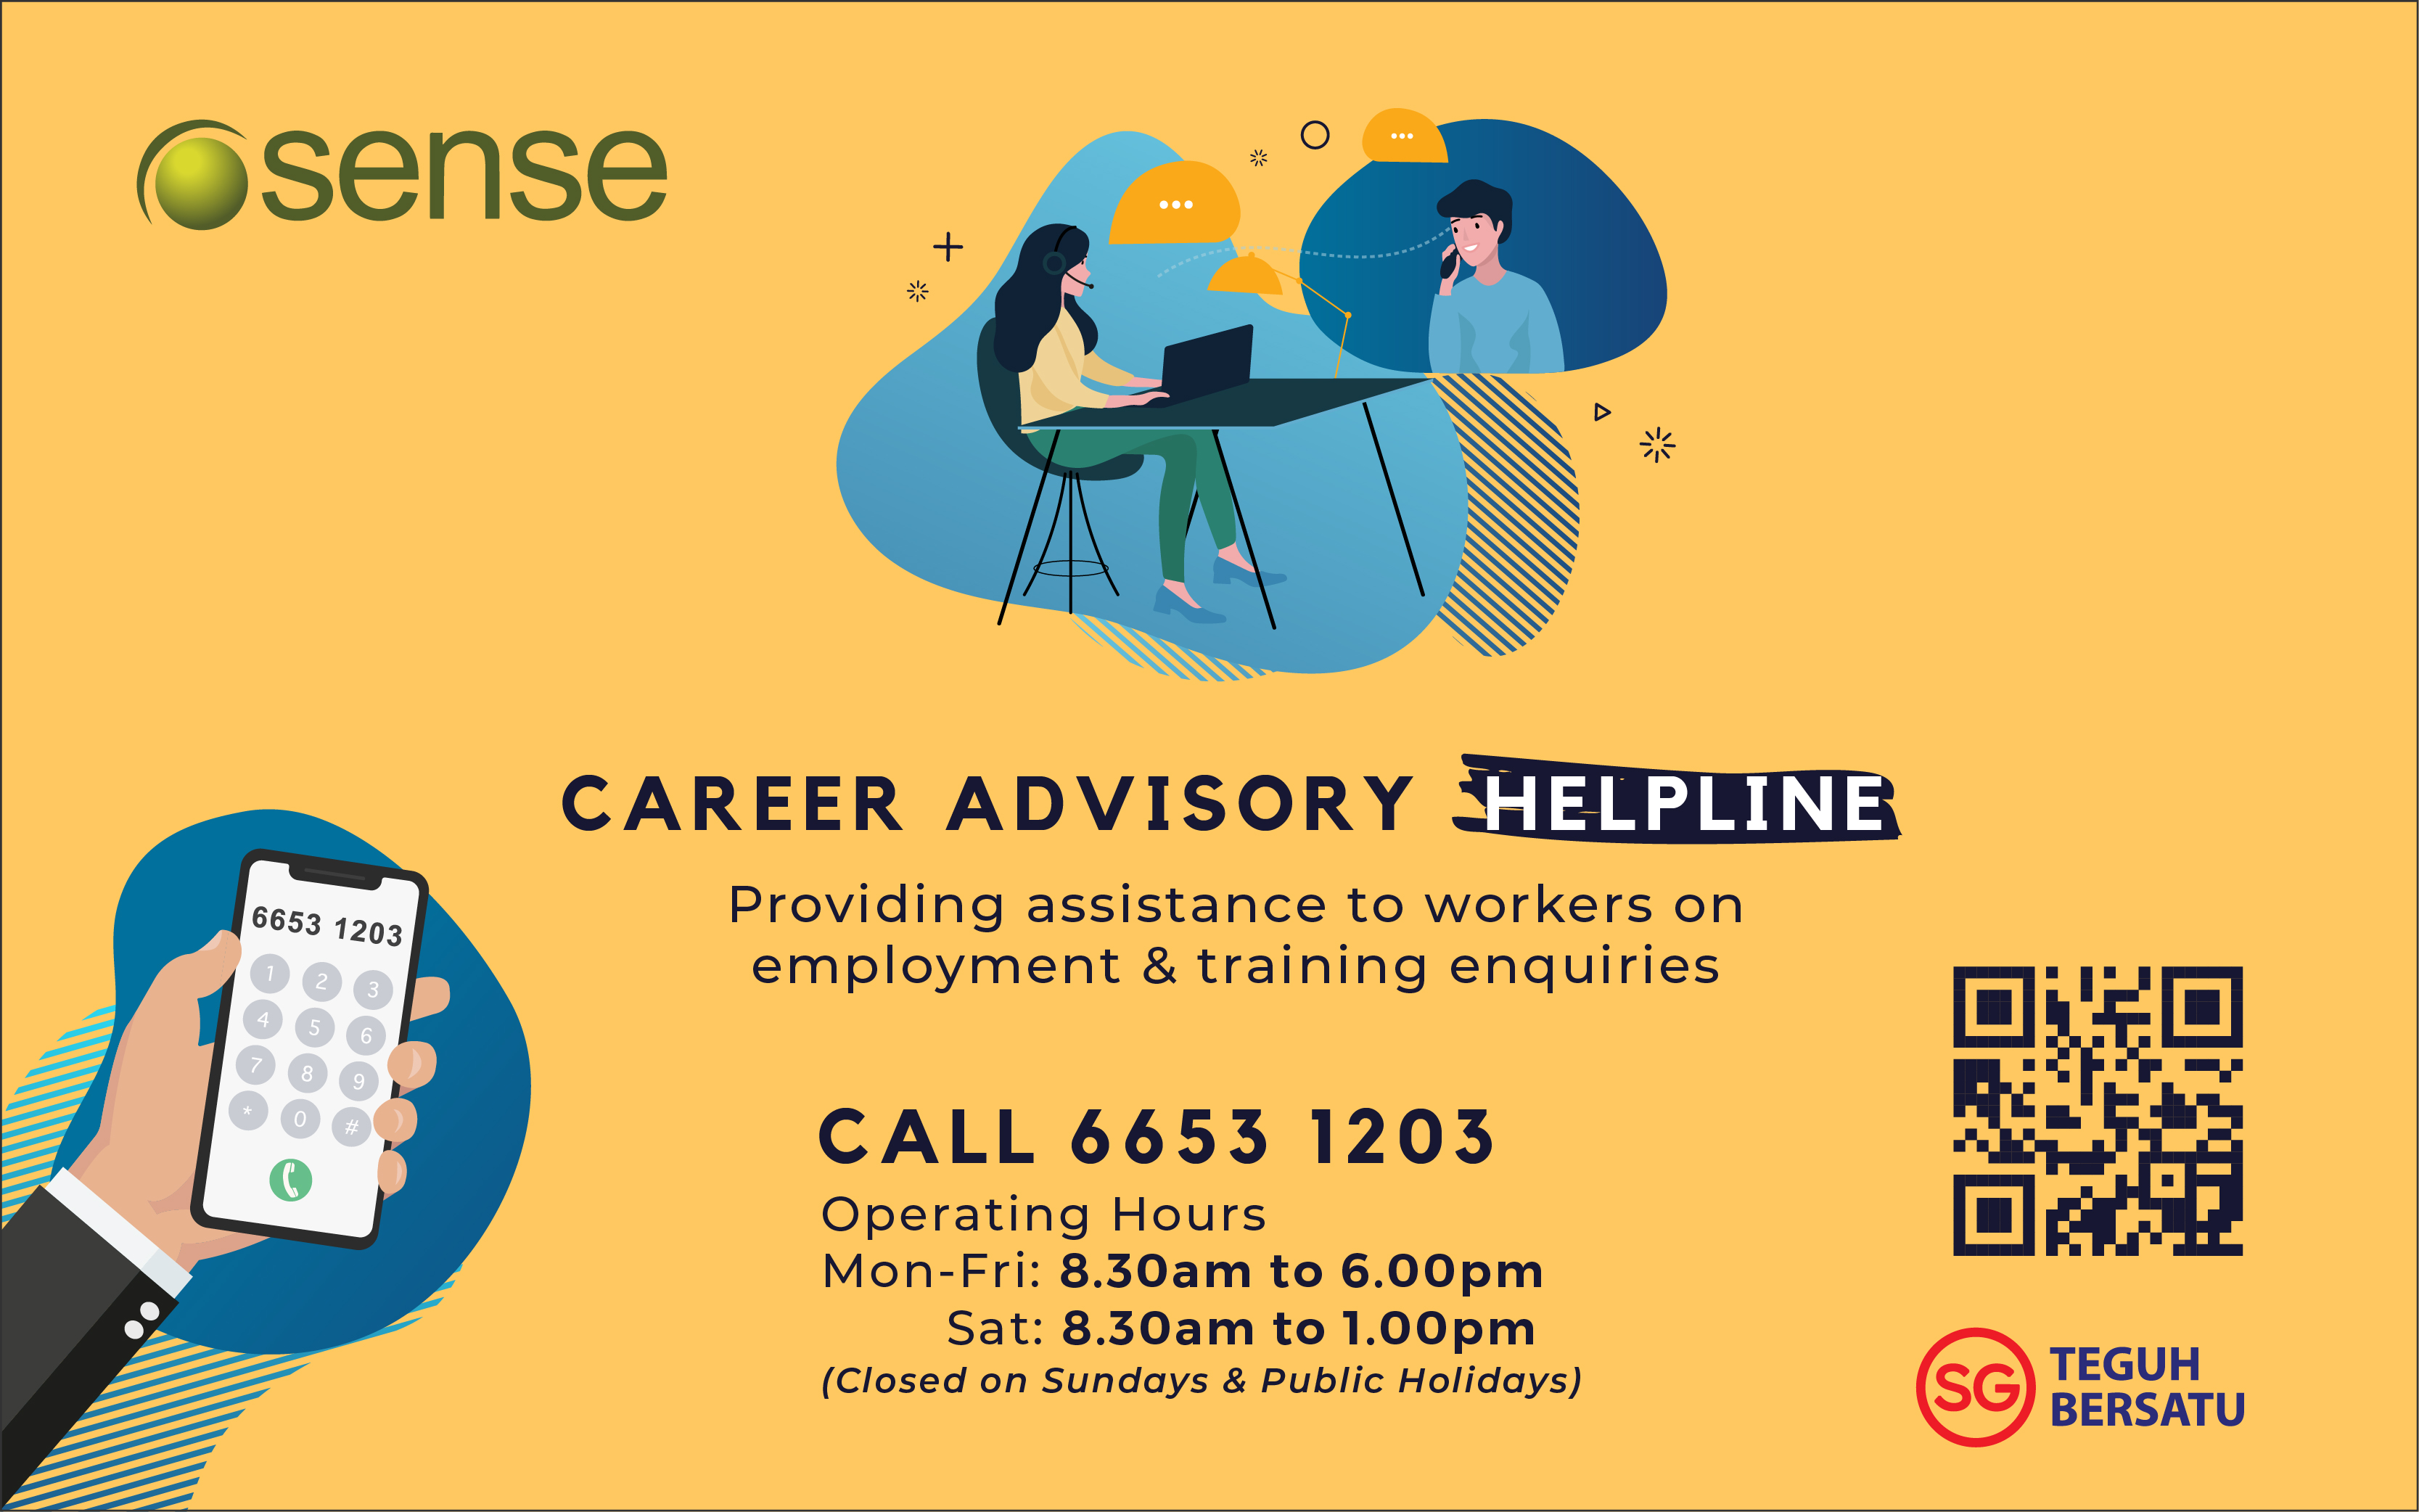 sense
CAREER ADVISORY HELPLINE
Providing assistance to workers on
employment & training enquiries
6653 1203
1 2 3
4 5 6
7 8 9
* 0 #
CALL 6653 1203
Operating Hours
Mon-Fri: 8.30am to 6.00pm
Sat: 8.30am to 1.00pm
(Closed on Sundays & Public Holidays)
SG
TEGUH
BERSATU